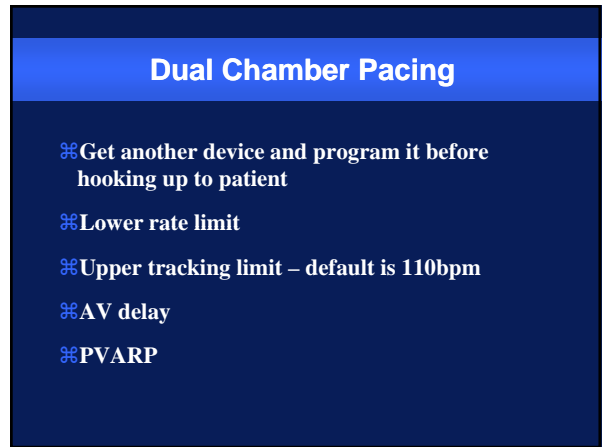 Dual Chamber Pacing
⌘Get another device and program it before
hooking up to patient
⌘Lower rate limit
⌘Upper tracking limit – default is 110bpm
⌘AV delay
⌘PVARP